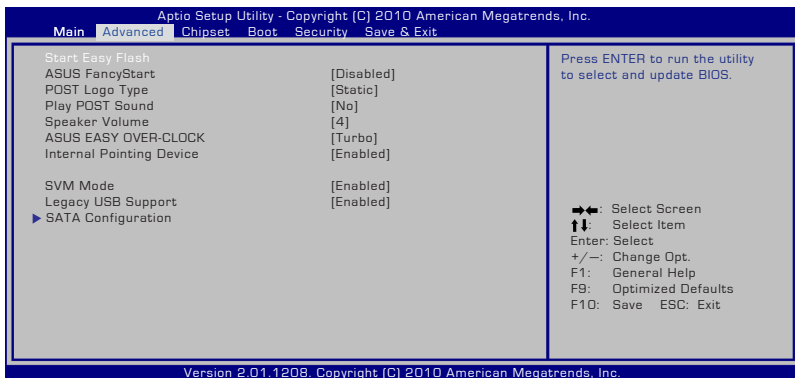 Aptio Setup Utility - Copyright (C) 2010 American Megatrends, Inc.
Main Advanced Chipset Boot Security Save & Exit
Start Easy Flash
ASUS FancyStart [Disabled]
POST Logo Type [Static]
Play POST Sound [No]
Speaker Volume [4]
ASUS EASY OVER-CLOCK [Turbo]
Internal Pointing Device [Enabled]
SVM Mode [Enabled]
Legacy USB Support [Enabled]
SATA Configuration
Press ENTER to run the utility
to select and update BIOS.
: Select Screen
: Select Item
Enter: Select
+/—: Change Opt.
F1: General Help
F9: Optimized Defaults
F10: Save ESC: Exit
Version 2.01.1208. Copyright (C) 2010 American Megatrends, Inc.